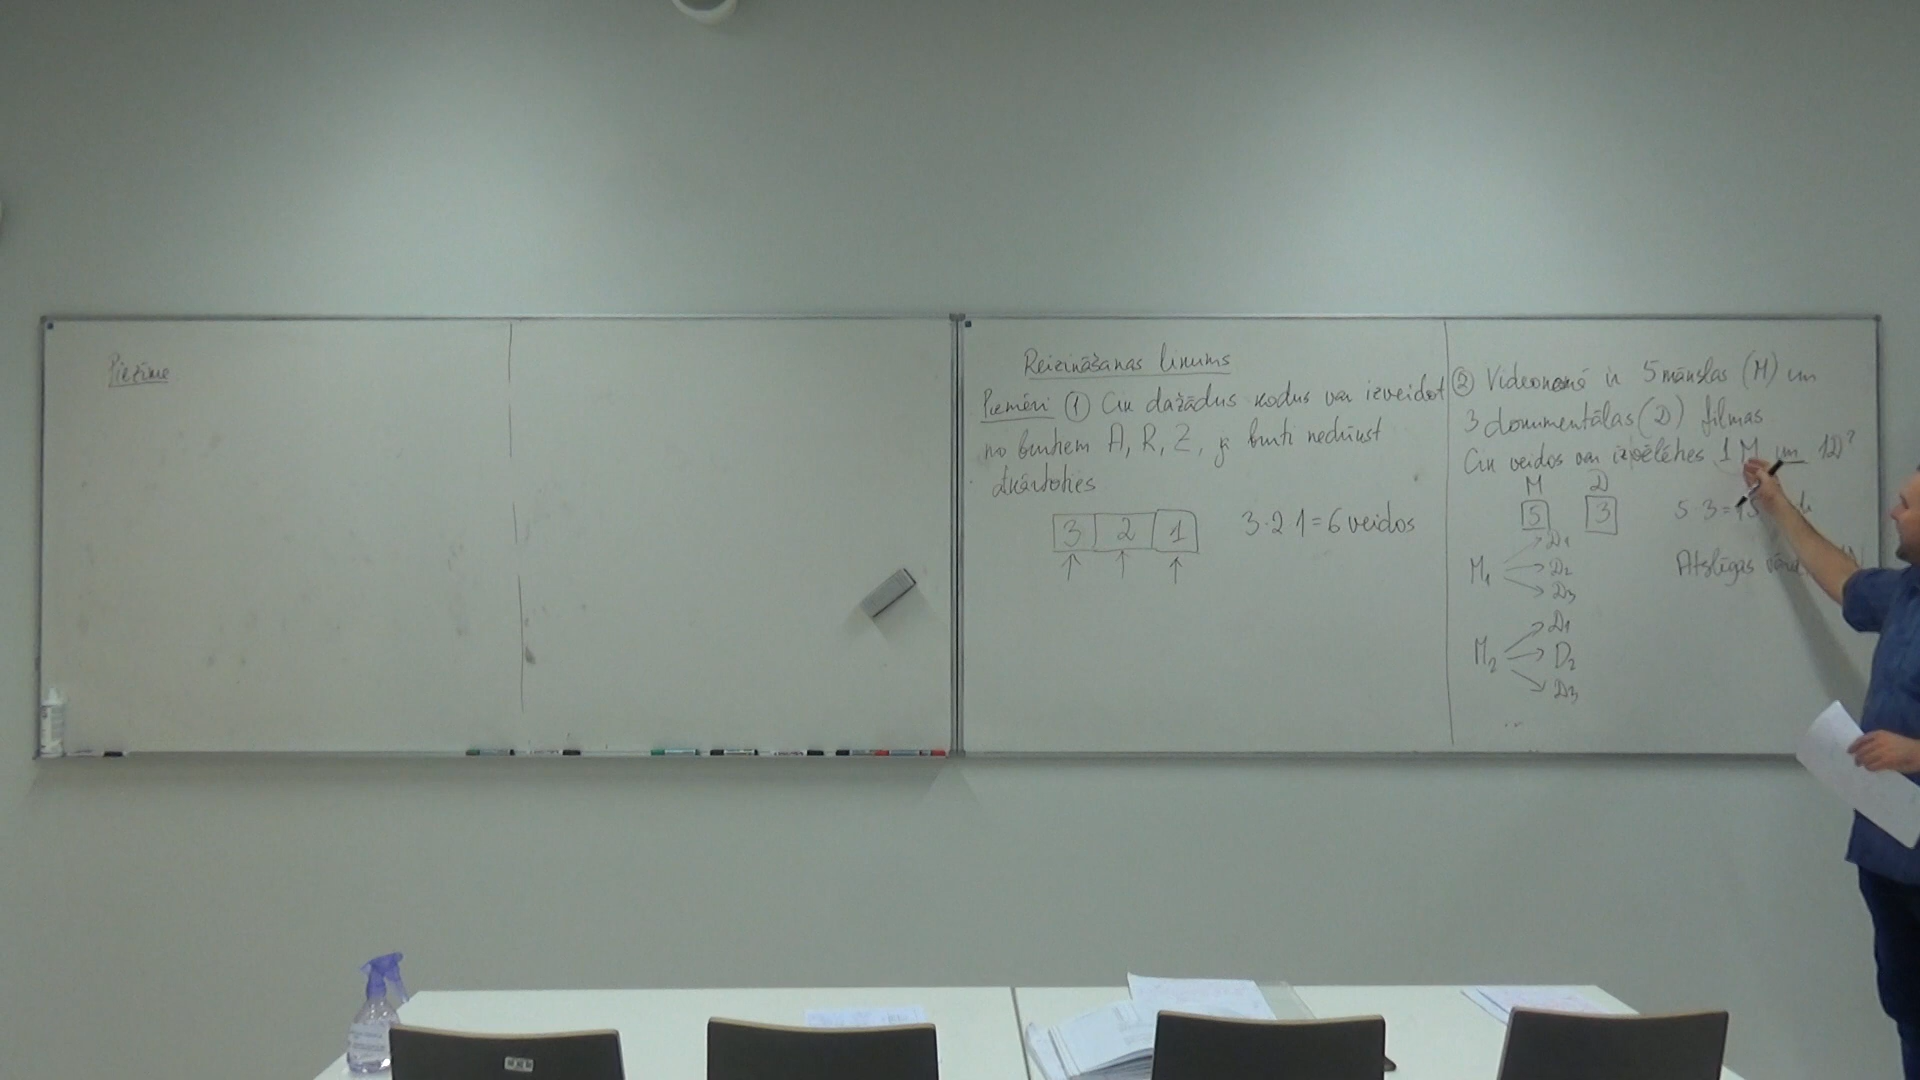 Piezīme
Reizināšanas likums
Piemēri ① Cik dažādus kodus var izveidot
no burtiem A, R, Z, ja burti nedrīkst
atkārtoties
3 2 1
3·2·1=6 veidos
② Videonomā ir 5 mākslas (M) un
3 dokumentālas (D) filmas
Cik veidos var izvēlēties 1 M un 1D?
M D
5 3
5·3=15
M₁ D₁
D₂
D₃
Atslēgas
M₂ D₁
D₂
D₃
...